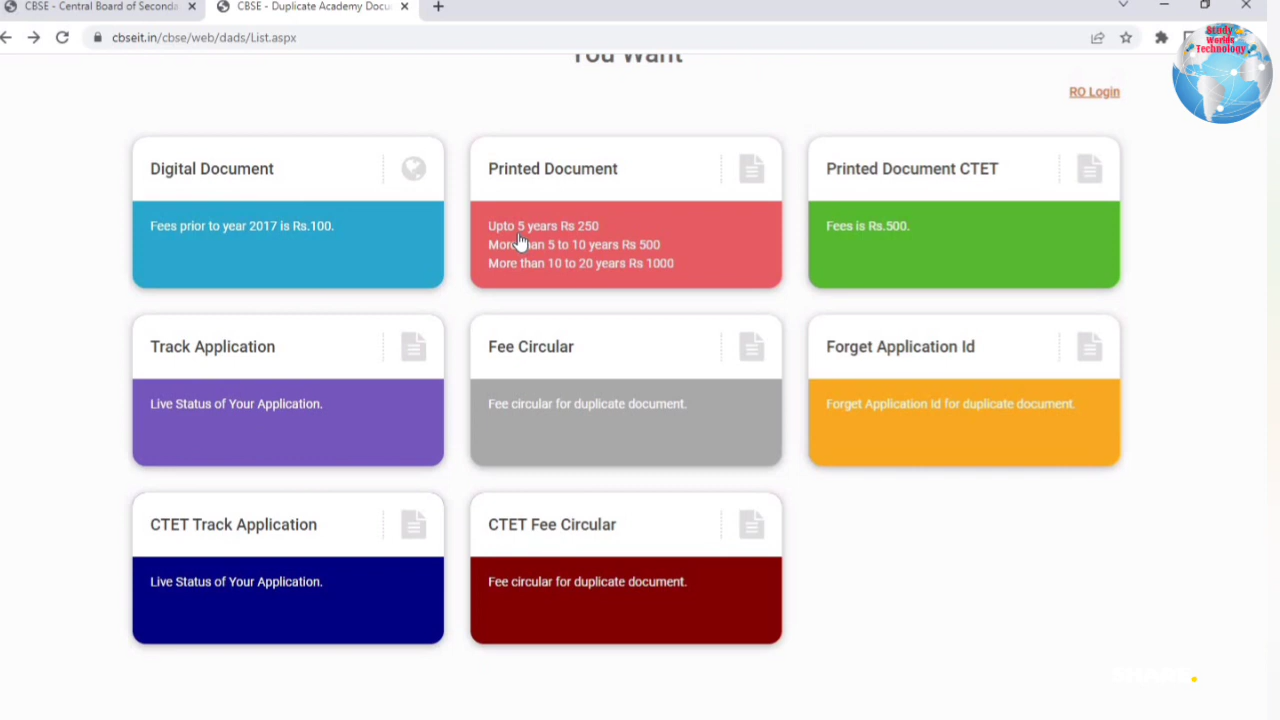 CBSE - Central Board of Seconda
CBSE - Duplicate Academy Docu
cbseit.in/cbse/web/dads/List.aspx
Study
Worlds
Technology
You Want
RO Login
Digital Document
Fees prior to year 2017 is Rs.100.
Printed Document
Upto 5 years Rs 250
More than 5 to 10 years Rs 500
More than 10 to 20 years Rs 1000
Printed Document CTET
Fees is Rs.500.
Track Application
Live Status of Your Application.
Fee Circular
Fee circular for duplicate document.
Forget Application Id
Forget Application Id for duplicate document.
CTET Track Application
Live Status of Your Application.
CTET Fee Circular
Fee circular for duplicate document.